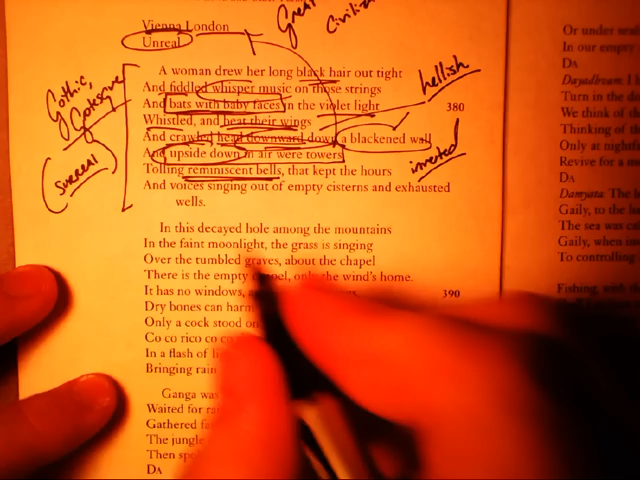 Great
Civiliz
Vienna London
Unreal
A woman drew her long black hair out tight
And fiddled whisper music on those strings
And bats with baby faces in the violet light
380
Whistled, and beat their wings
And crawled head downward down a blackened wall
And upside down in air were towers
Tolling reminiscent bells, that kept the hours
And voices singing out of empty cisterns and exhausted
wells.
Gothic,
Grotesque
(surreal)
hellish
inverted
In this decayed hole among the mountains
In the faint moonlight, the grass is singing
Over the tumbled graves, about the chapel
There is the empty chapel, only the wind's home.
It has no windows, a
390
Dry bones can harm
Only a cock stood on
Co co rico co co
In a flash of li
Bringing rain
Ganga was
Waited for ra
Gathered fa
The jungle
Then spo
DA
Or under seal
In our empty
DA
Dayadhvam: I
Turn in the do
We think of th
Thinking of th
Only at nightf
Revive for a mo
DA
Damyata: The
Gaily, to the
The sea was ca
Gaily, when in
To controlling
Fishing, with th